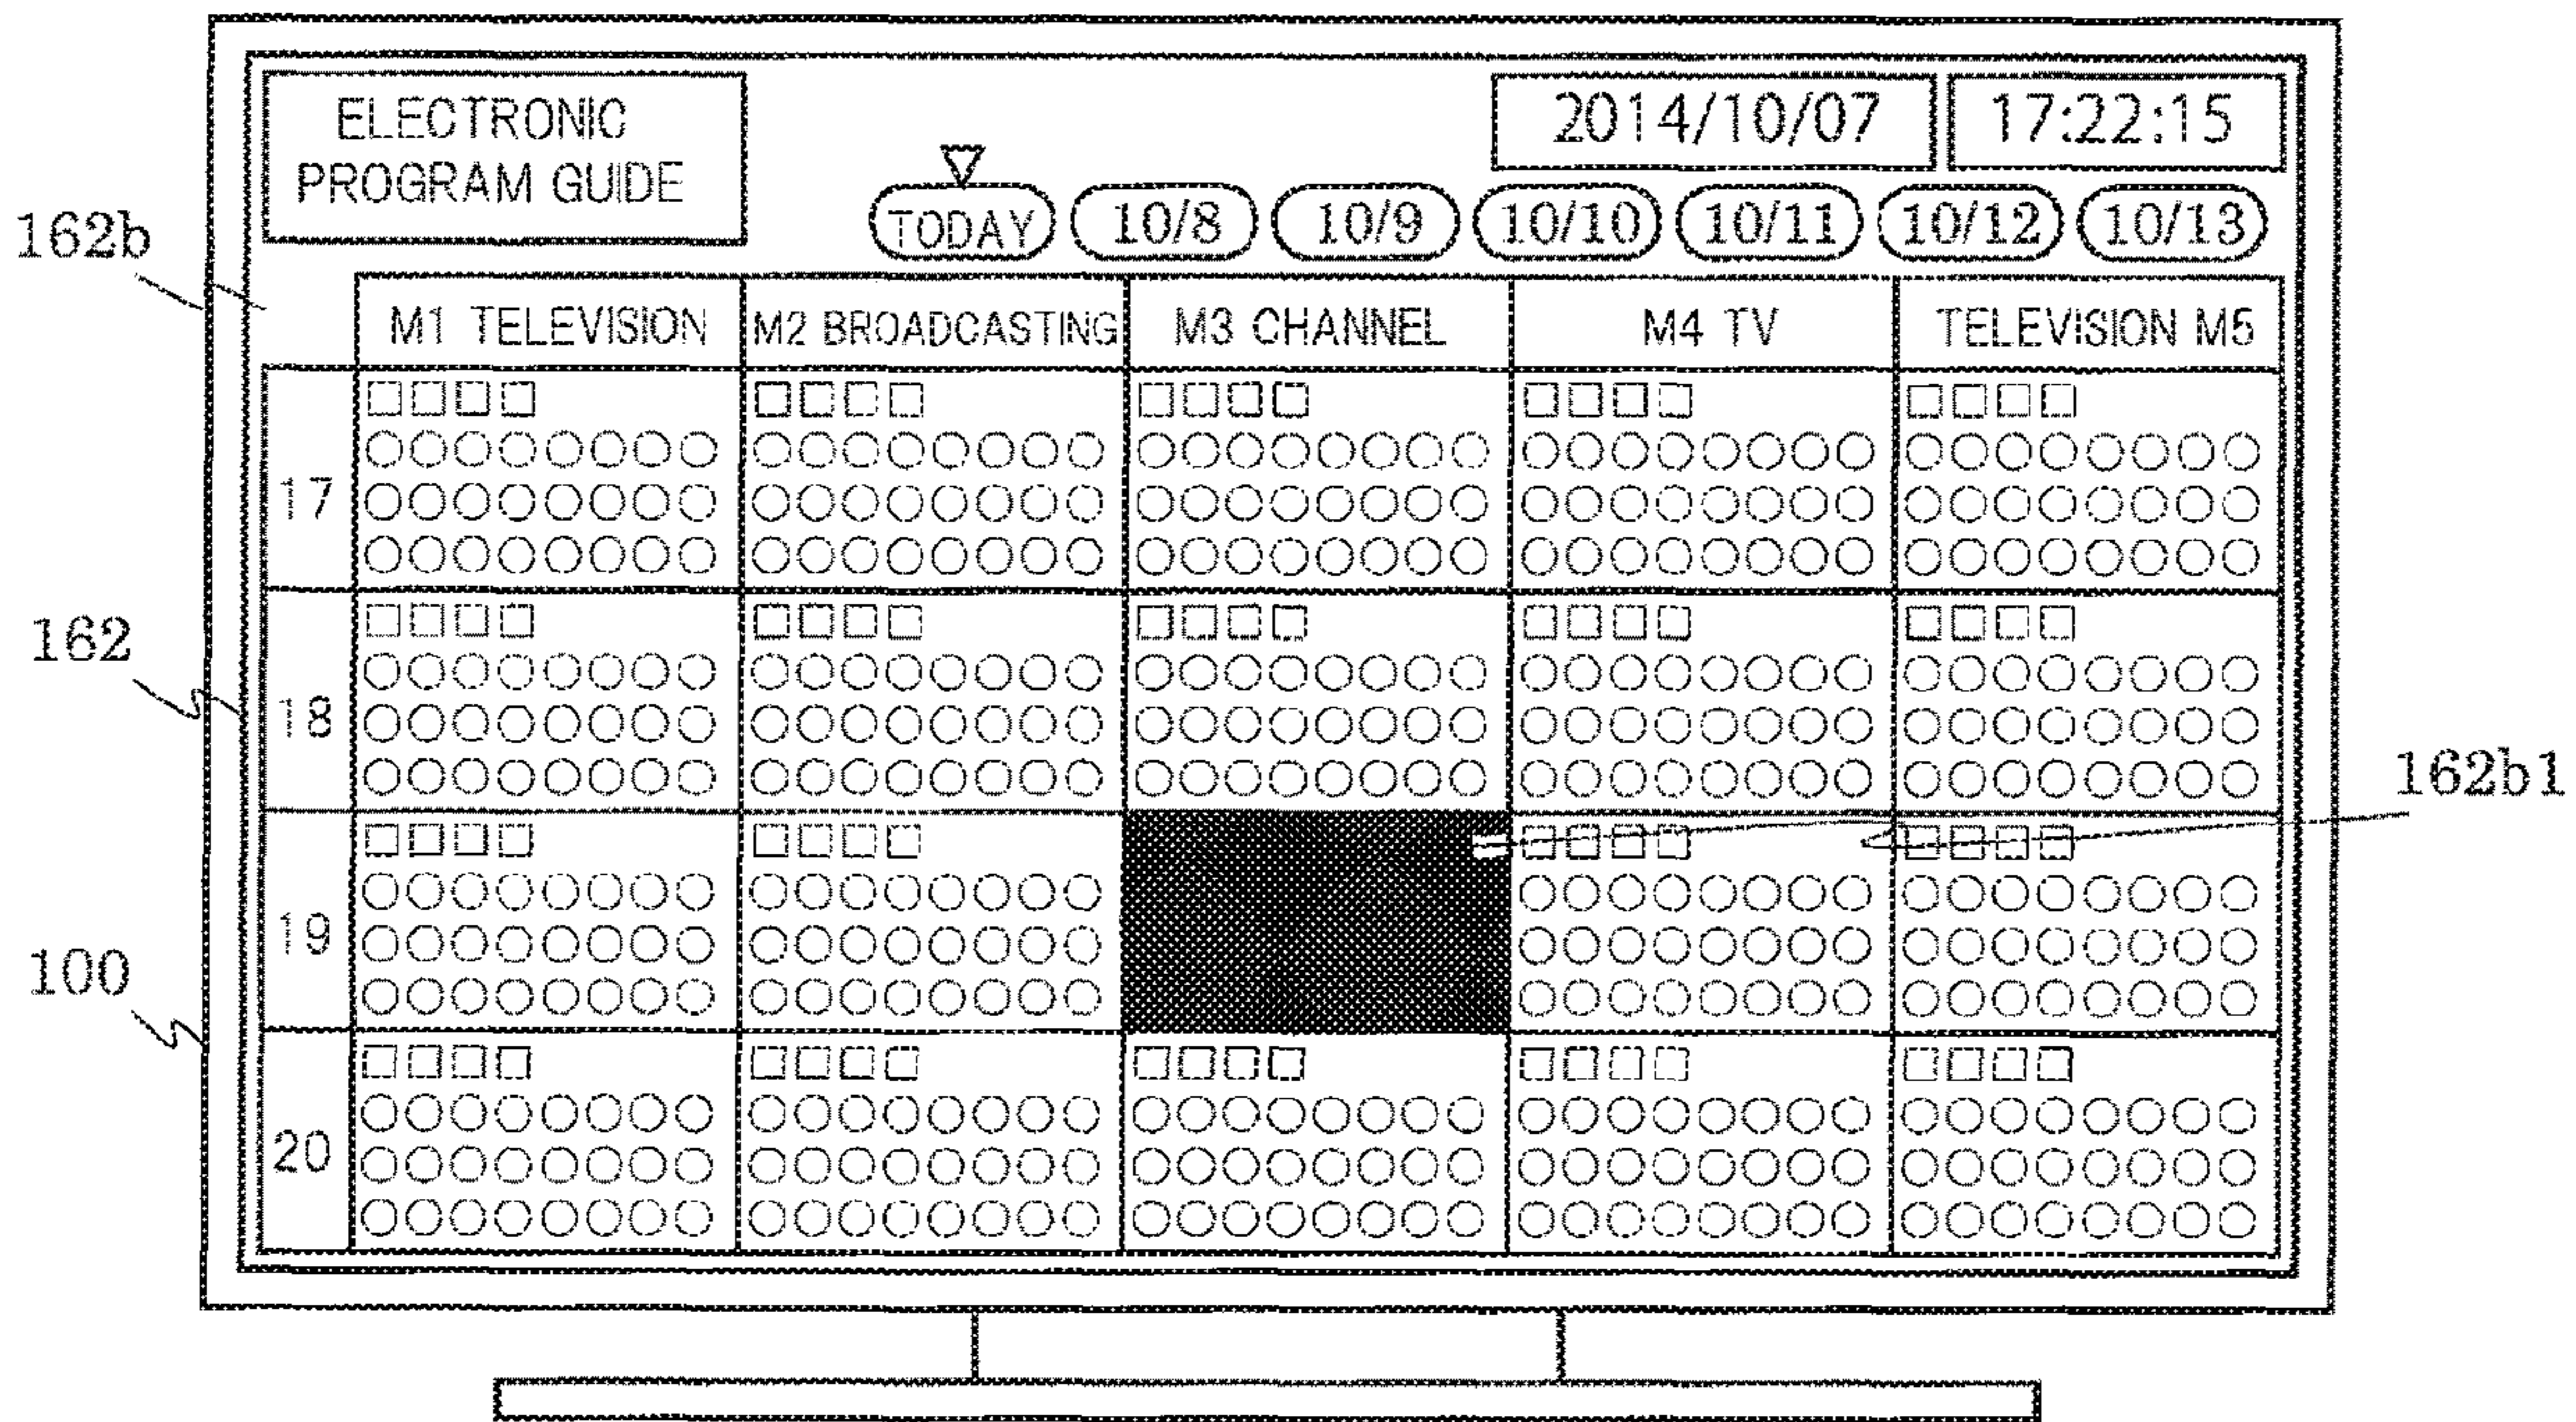 ELECTRONIC
PROGRAM GUIDE
2014/10/07 17:22:15
TODAY 10/8 10/9 10/10 10/11 10/12 10/13
162b
M1 TELEVISION M2 BROADCASTING M3 CHANNEL M4 TV TELEVISION M5
□□□□ □□□□ □□□□ □□□□ □□□□
○○○○○○○○ ○○○○○○○○ ○○○○○○○○ ○○○○○○○○ ○○○○○○○○
17 ○○○○○○○○ ○○○○○○○○ ○○○○○○○○ ○○○○○○○○ ○○○○○○○○
○○○○○○○○ ○○○○○○○○ ○○○○○○○○ ○○○○○○○○ ○○○○○○○○
□□□□ □□□□ □□□□ □□□□ □□□□
162
○○○○○○○○ ○○○○○○○○ ○○○○○○○○ ○○○○○○○○ ○○○○○○○○
18 ○○○○○○○○ ○○○○○○○○ ○○○○○○○○ ○○○○○○○○ ○○○○○○○○
○○○○○○○○ ○○○○○○○○ ○○○○○○○○ ○○○○○○○○ ○○○○○○○○
162b1
□□□□ □□□□ □□□□ □□□□
○○○○○○○○ ○○○○○○○○ ○○○○○○○○ ○○○○○○○○
19 ○○○○○○○○ ○○○○○○○○ ○○○○○○○○ ○○○○○○○○
100
○○○○○○○○ ○○○○○○○○ ○○○○○○○○ ○○○○○○○○
□□□□ □□□□ □□□□ □□□□ □□□□
○○○○○○○○ ○○○○○○○○ ○○○○○○○○ ○○○○○○○○ ○○○○○○○○
20 ○○○○○○○○ ○○○○○○○○ ○○○○○○○○ ○○○○○○○○ ○○○○○○○○
○○○○○○○○ ○○○○○○○○ ○○○○○○○○ ○○○○○○○○ ○○○○○○○○